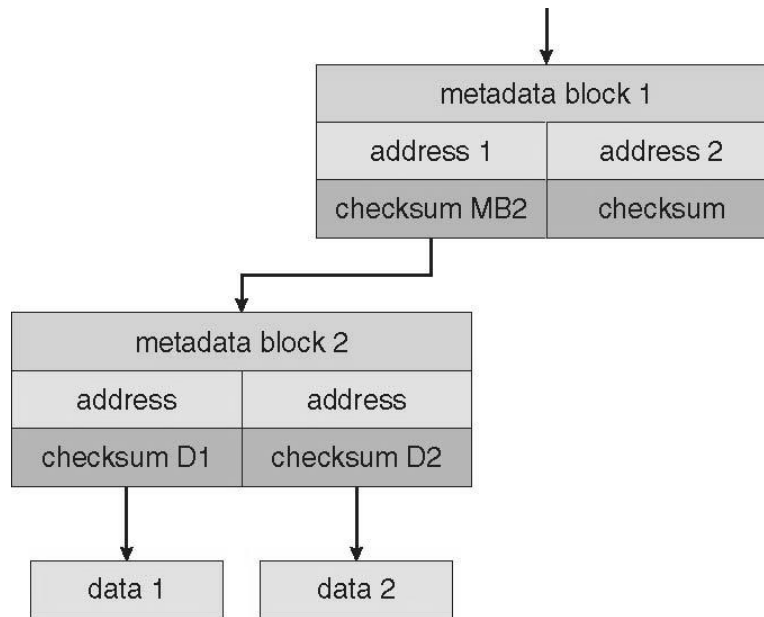 metadata block 1
address 1 address 2
checksum MB2 checksum
metadata block 2
address address
checksum D1 checksum D2
data 1 data 2